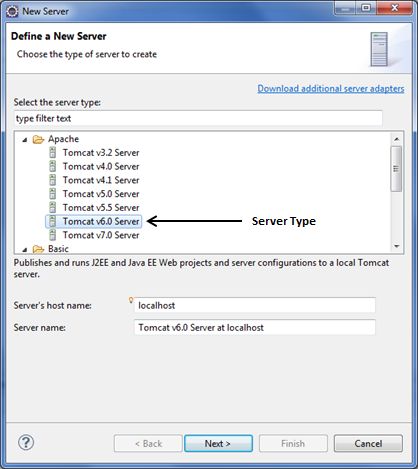 New Server
Define a New Server
Choose the type of server to create
Download additional server adapters
Select the server type:
type filter text
Apache
Tomcat v3.2 Server
Tomcat v4.0 Server
Tomcat v4.1 Server
Tomcat v5.0 Server
Tomcat v5.5 Server
Tomcat v6.0 Server
Server Type
Tomcat v7.0 Server
Basic
Publishes and runs J2EE and Java EE Web projects and server configurations to a local Tomcat
server.
Server's host name:
localhost
Server name:
Tomcat v6.0 Server at localhost
?
< Back
Next >
Finish
Cancel